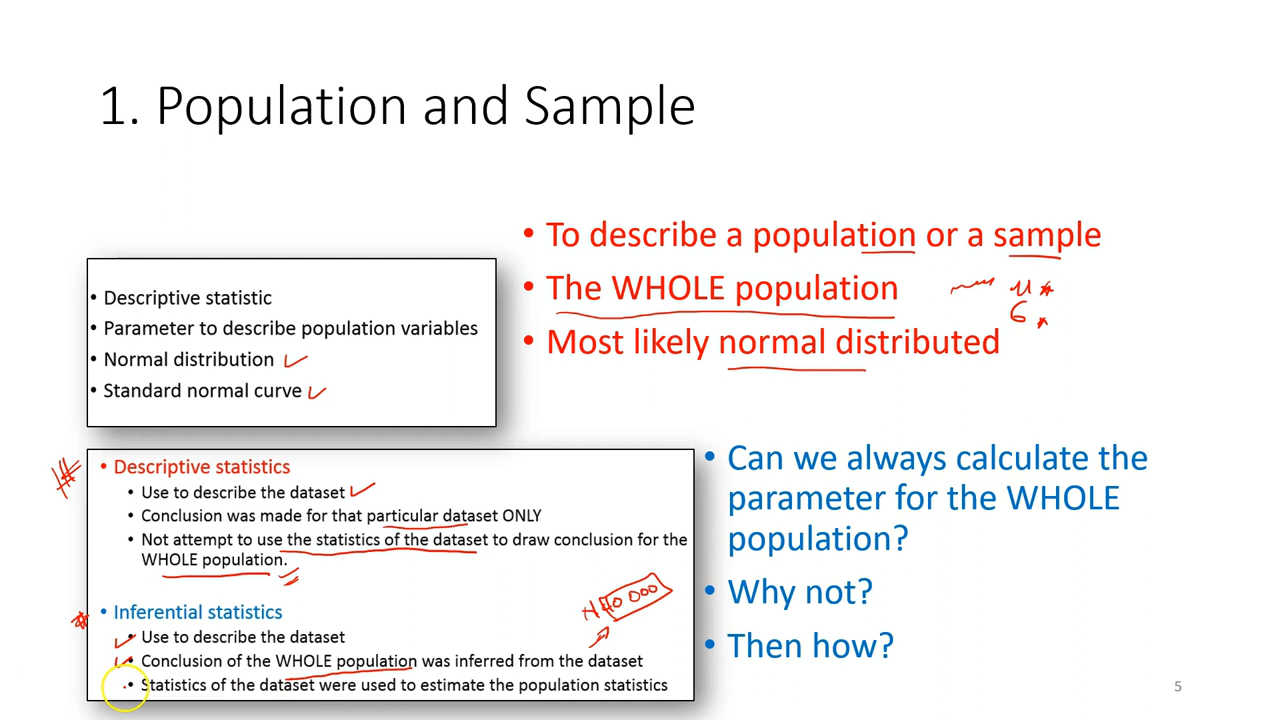 1. Population and Sample
• To describe a population or a sample
• The WHOLE population
• Most likely normal distributed
μ
σ
• Descriptive statistic
• Parameter to describe population variables
• Normal distribution
• Standard normal curve
• Descriptive statistics
• Use to describe the dataset
• Conclusion was made for that particular dataset ONLY
• Not attempt to use the statistics of the dataset to draw conclusion for the
WHOLE population.
• Inferential statistics
• Use to describe the dataset
• Conclusion of the WHOLE population was inferred from the dataset
• Statistics of the dataset were used to estimate the population statistics
• Can we always calculate the
parameter for the WHOLE
population?
• Why not?
• Then how?
5